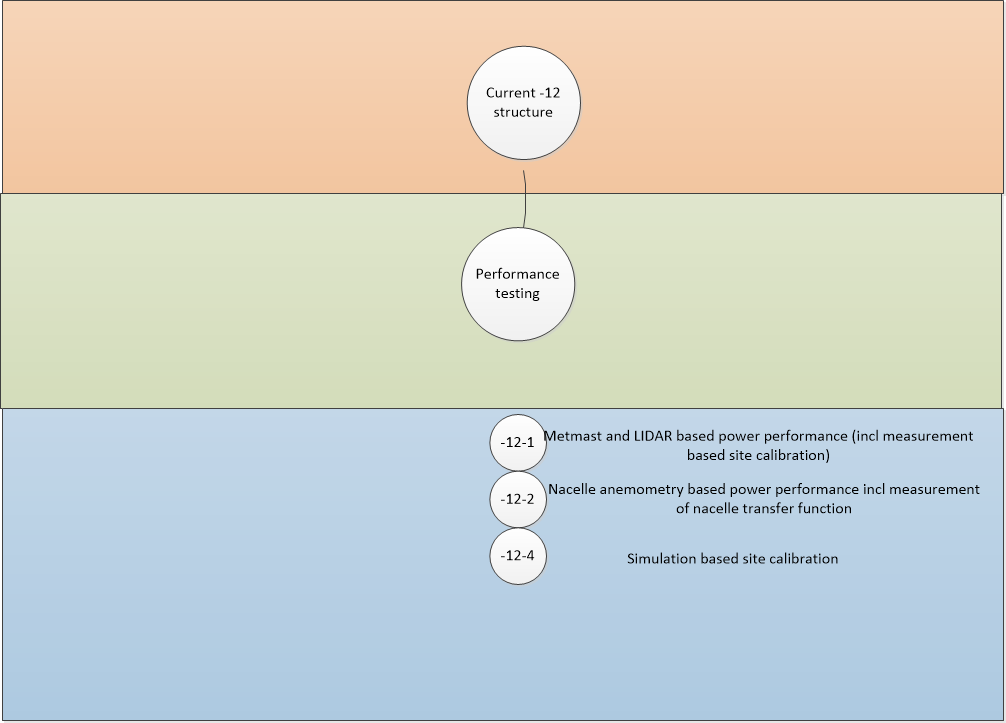 Current -12
structure
Performance
testing
-12-1
Metmast and LIDAR based power performance (incl measurement
based site calibration)
-12-2
Nacelle anemometry based power performance incl measurement
of nacelle transfer function
-12-4
Simulation based site calibration